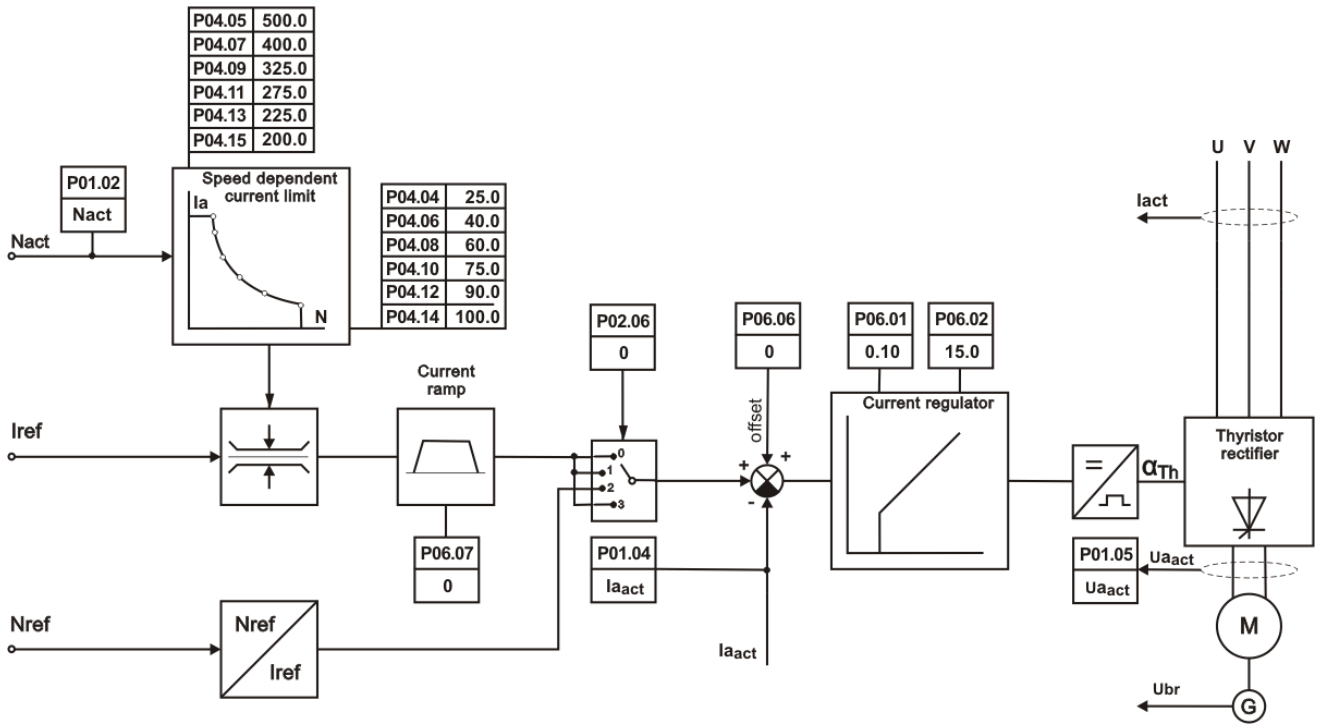 P04.05 500.0
P04.07 400.0
P04.09 325.0
P04.11 275.0
P04.13 225.0
P04.15 200.0
P01.02
Nact
Nact
Speed dependent
current limit
Ia
N
P04.04 25.0
P04.06 40.0
P04.08 60.0
P04.10 75.0
P04.12 90.0
P04.14 100.0
U V W
Iact
Iref
Current
ramp
P06.07
0
P02.06
0
0
1
2
3
P06.06
0
offset
+
+
-
P01.04
Iaact
Iaact
P06.01
0.10
P06.02
15.0
Current regulator
=
αTh
Thyristor
rectifier
P01.05
Uaact
Uaact
M
Ubr
G
Nref
Nref
Iref